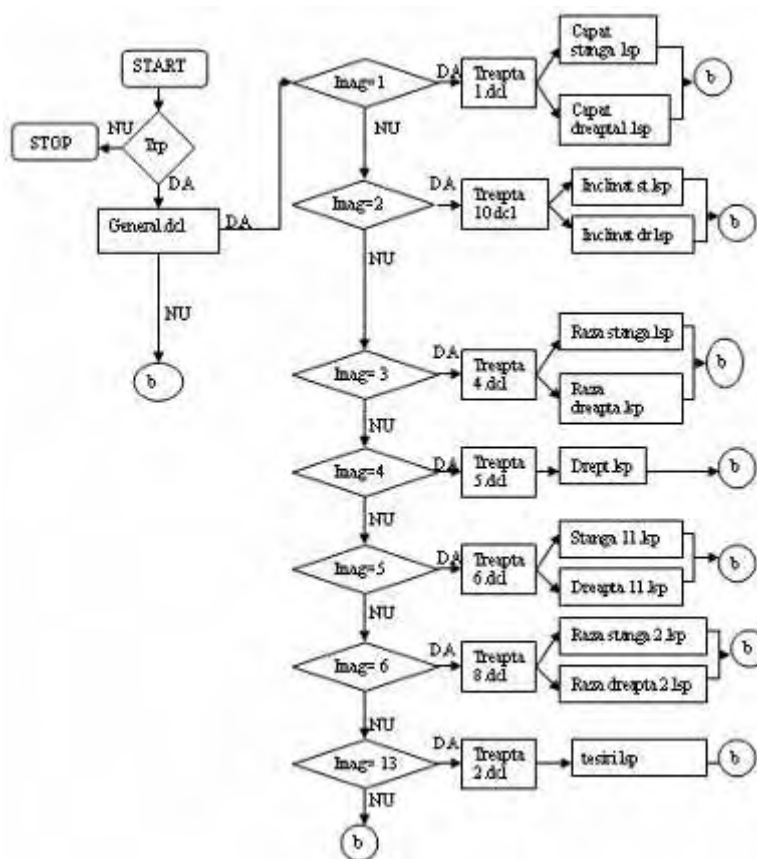 START
NU
STOP
Trp
DA
General.dcl
DA
NU
b
Imag=1
DA
Treapta
1.dcl
Capat
stanga.lsp
Capat
dreapta1.lsp
b
NU
Imag=2
DA
Treapta
10.dcl
Inclinat st.lsp
Inclinat dr.lsp
b
NU
Imag= 3
DA
Treapta
4.dcl
Raza stanga.lsp
Raza
dreapta.lsp
b
NU
Imag=4
DA
Treapta
5.dcl
Drept.lsp
b
NU
Imag=5
DA
Treapta
6.dcl
Stanga 11.lsp
Dreapta 11.lsp
b
NU
Imag= 6
DA
Treapta
8.dcl
Raza stanga 2.lsp
Raza dreapta 2.lsp
b
NU
Imag= 13
DA
Treapta
2.dcl
tesiri.lsp
b
NU
b